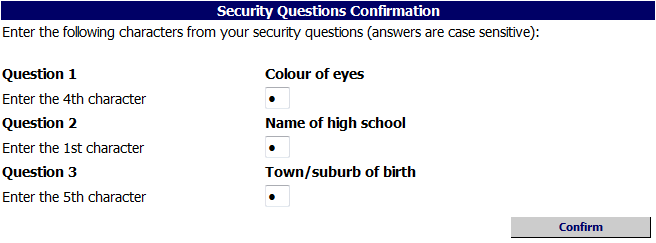 Security Questions Confirmation
Enter the following characters from your security questions (answers are case sensitive):
Question 1 Colour of eyes
Enter the 4th character ●
Question 2 Name of high school
Enter the 1st character ●
Question 3 Town/suburb of birth
Enter the 5th character ●
Confirm